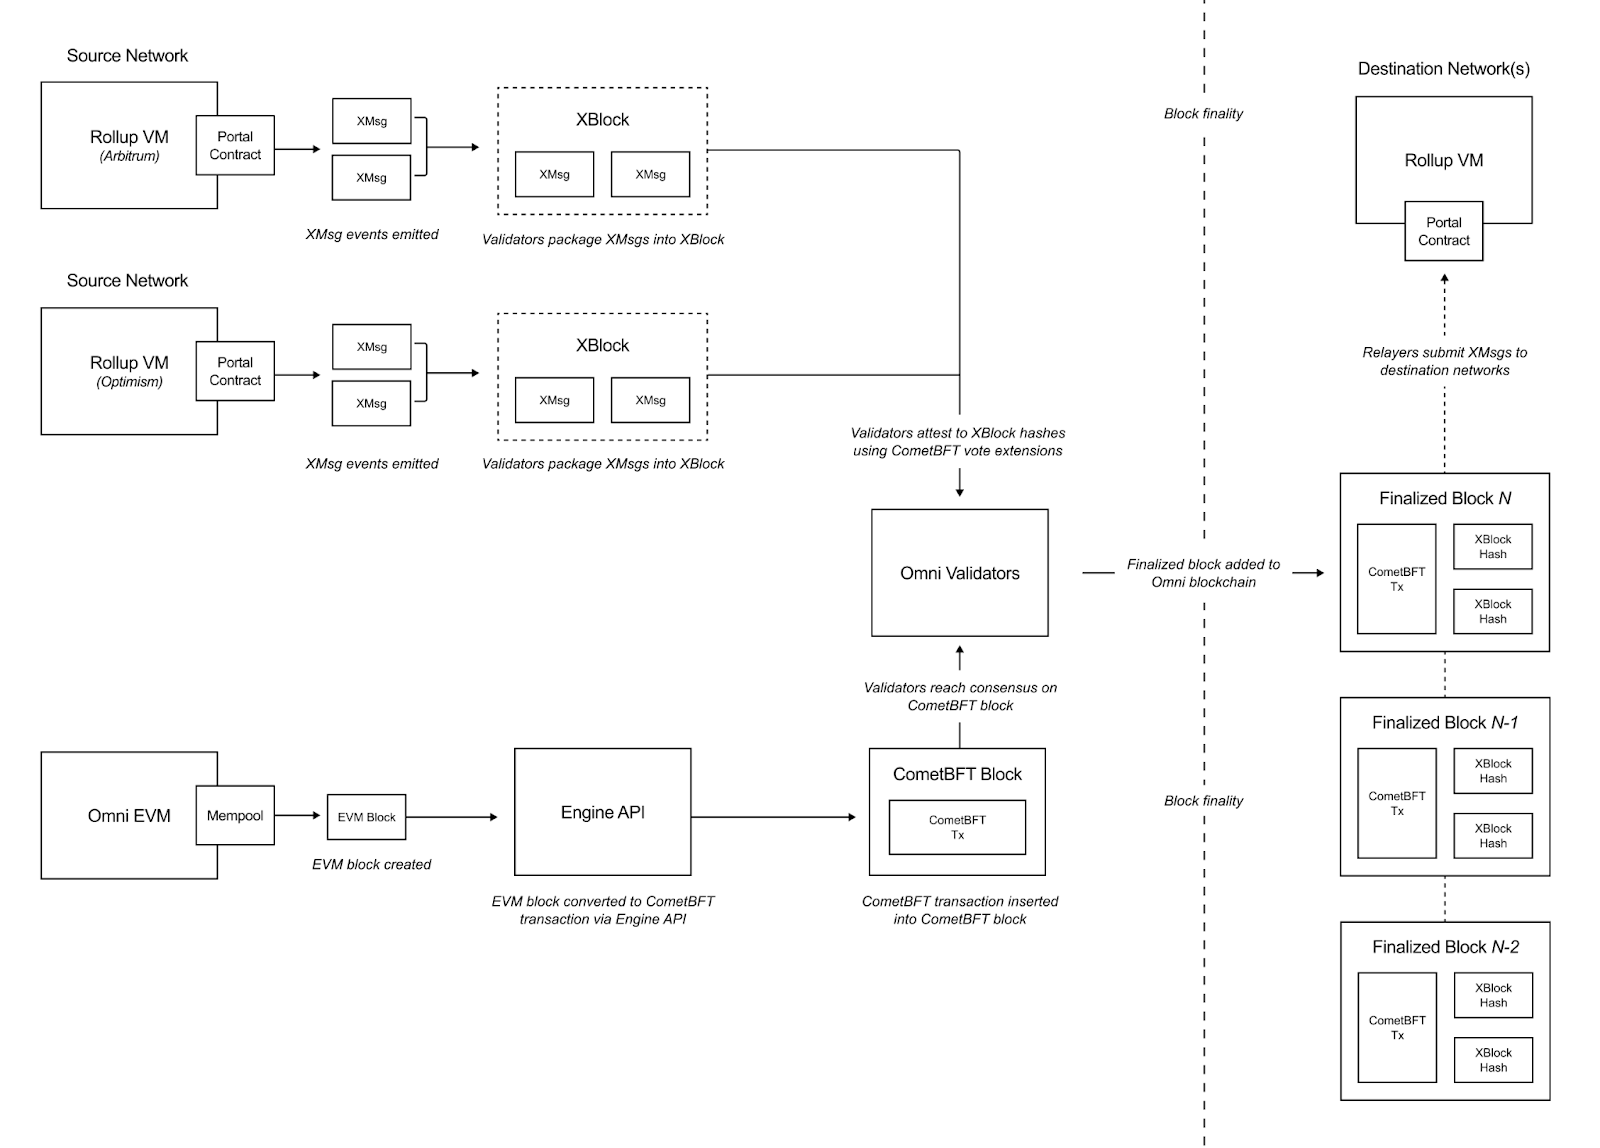 Source Network
Rollup VM
(Arbitrum)
Portal
Contract
XMsg
XMsg
XMsg events emitted
XBlock
XMsg
XMsg
Validators package XMsgs into XBlock
Source Network
Rollup VM
(Optimism)
Portal
Contract
XMsg
XMsg
XMsg events emitted
XBlock
XMsg
XMsg
Validators package XMsgs into XBlock
Validators attest to XBlock hashes
using CometBFT vote extensions
Omni Validators
Validators reach consensus on
CometBFT block
Omni EVM
Mempool
EVM Block
EVM block created
Engine API
EVM block converted to CometBFT
transaction via Engine API
CometBFT Block
CometBFT
Tx
CometBFT transaction inserted
into CometBFT block
Block finality
Finalized block added to
Omni blockchain
Block finality
Destination Network(s)
Rollup VM
Portal
Contract
Relayers submit XMsgs to
destination networks
Finalized Block N
CometBFT
Tx
XBlock
Hash
XBlock
Hash
Finalized Block N-1
CometBFT
Tx
XBlock
Hash
XBlock
Hash
Finalized Block N-2
CometBFT
Tx
XBlock
Hash
XBlock
Hash